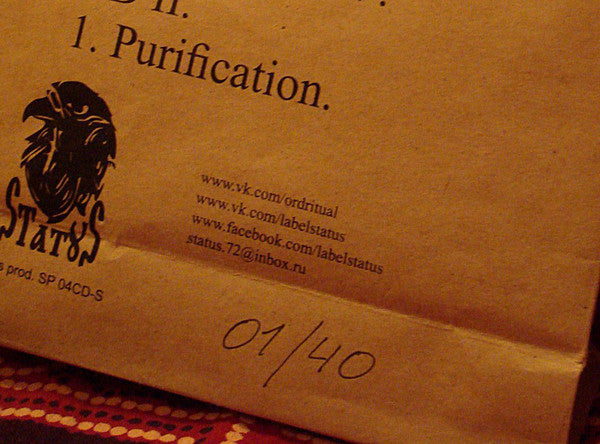 1. Purification.
STATUS
www.vk.com/ordritual
www.vk.com/labelstatus
www.facebook.com/labelstatus
status.72@inbox.ru
prod. SP 04CD-S
01/40